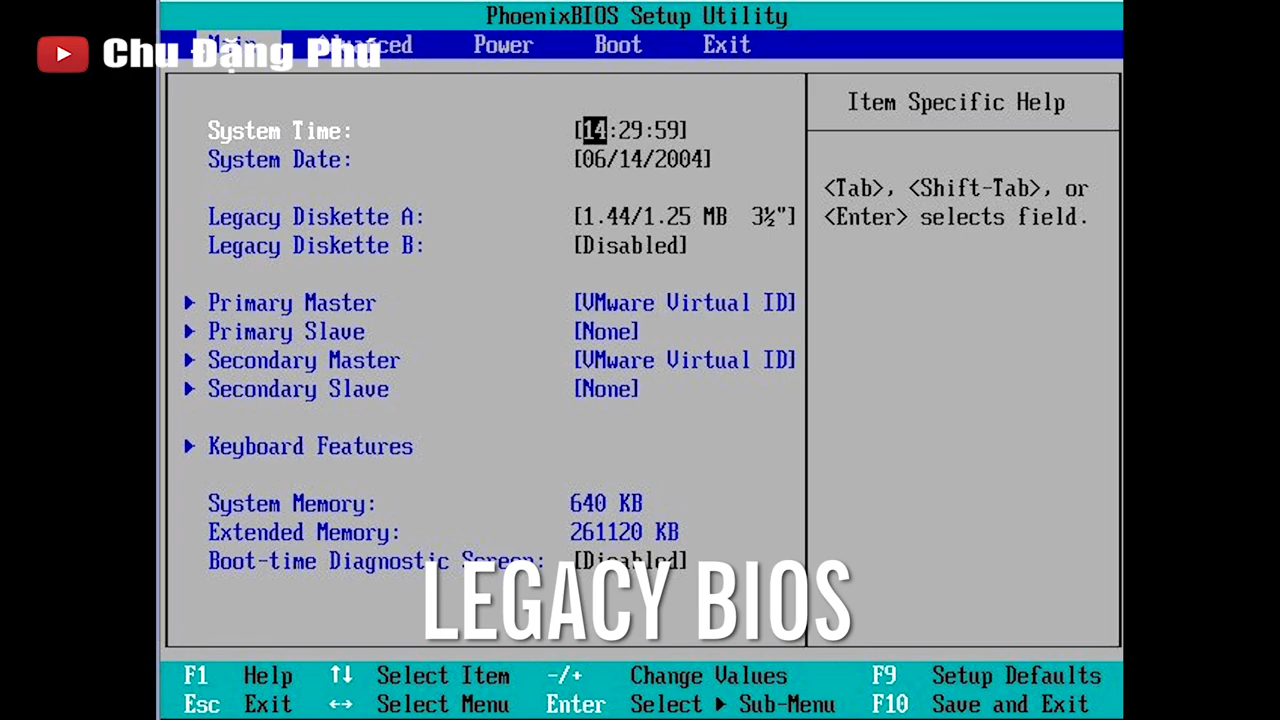 PhoenixBIOS Setup Utility
Main Advanced Power Boot Exit
Chu Đặng Phú
Item Specific Help
System Time: [14:29:59]
System Date: [06/14/2004]
<Tab>, <Shift-Tab>, or
<Enter> selects field.
Legacy Diskette A: [1.44/1.25 MB 3½"]
Legacy Diskette B: [Disabled]
Primary Master [VMware Virtual ID]
Primary Slave [None]
Secondary Master [VMware Virtual ID]
Secondary Slave [None]
Keyboard Features
System Memory: 640 KB
Extended Memory: 261120 KB
Boot-time Diagnostic Screen: [Disabled]
LEGACY BIOS
F1 Help ↑↓ Select Item -/+ Change Values F9 Setup Defaults
Esc Exit ↔ Select Menu Enter Select ▶ Sub-Menu F10 Save and Exit